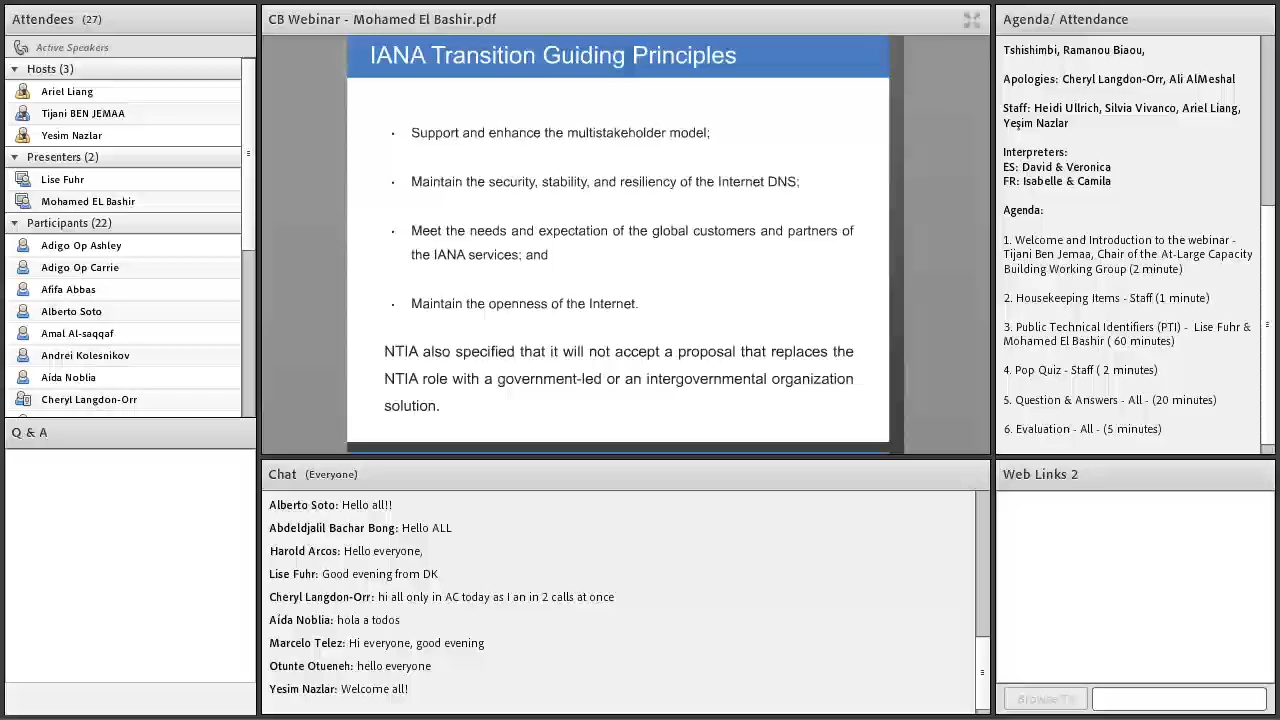 Attendees (27)
Active Speakers
Hosts (3)
Ariel Liang
Tijani BEN JEMAA
Yesim Nazlar
Presenters (2)
Lise Fuhr
Mohamed EL Bashir
Participants (22)
Adigo Op Ashley
Adigo Op Carrie
Afifa Abbas
Alberto Soto
Amal Al-saqqaf
Andrei Kolesnikov
Aída Noblia
Cheryl Langdon-Orr
Q & A
CB Webinar - Mohamed El Bashir.pdf
IANA Transition Guiding Principles
· Support and enhance the multistakeholder model;
· Maintain the security, stability, and resiliency of the Internet DNS;
· Meet the needs and expectation of the global customers and partners of
the IANA services; and
· Maintain the openness of the Internet.
NTIA also specified that it will not accept a proposal that replaces the
NTIA role with a government-led or an intergovernmental organization
solution.
Chat (Everyone)
Alberto Soto: Hello all!!
Abdeldjalil Bachar Bong: Hello ALL
Harold Arcos: Hello everyone,
Lise Fuhr: Good evening from DK
Cheryl Langdon-Orr: hi all only in AC today as I an in 2 calls at once
Aída Noblia: hola a todos
Marcelo Telez: Hi everyone, good evening
Otunte Otueneh: hello everyone
Yesim Nazlar: Welcome all!
Agenda/ Attendance
Tshishimbi, Ramanou Biaou,
Apologies: Cheryl Langdon-Orr, Ali AlMeshal
Staff: Heidi Ullrich, Silvia Vivanco, Ariel Liang,
Yeşim Nazlar
Interpreters:
ES: David & Veronica
FR: Isabelle & Camila
Agenda:
1. Welcome and Introduction to the webinar -
Tijani Ben Jemaa, Chair of the At-Large Capacity
Building Working Group (2 minute)
2. Housekeeping Items - Staff (1 minute)
3. Public Technical Identifiers (PTI) - Lise Fuhr &
Mohamed El Bashir ( 60 minutes)
4. Pop Quiz - Staff ( 2 minutes)
5. Question & Answers - All - (20 minutes)
6. Evaluation - All - (5 minutes)
Web Links 2
Browse To